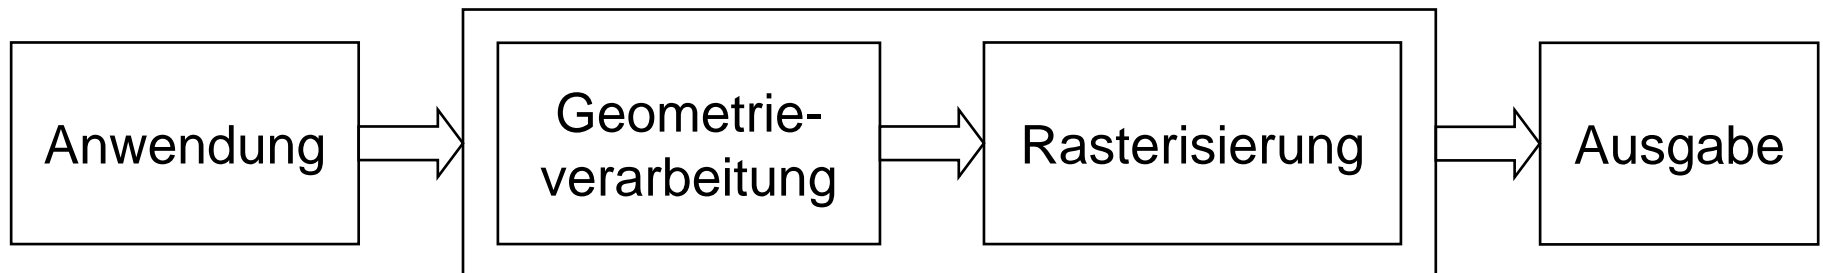 Anwendung
Geometrie-
verarbeitung
Rasterisierung
Ausgabe